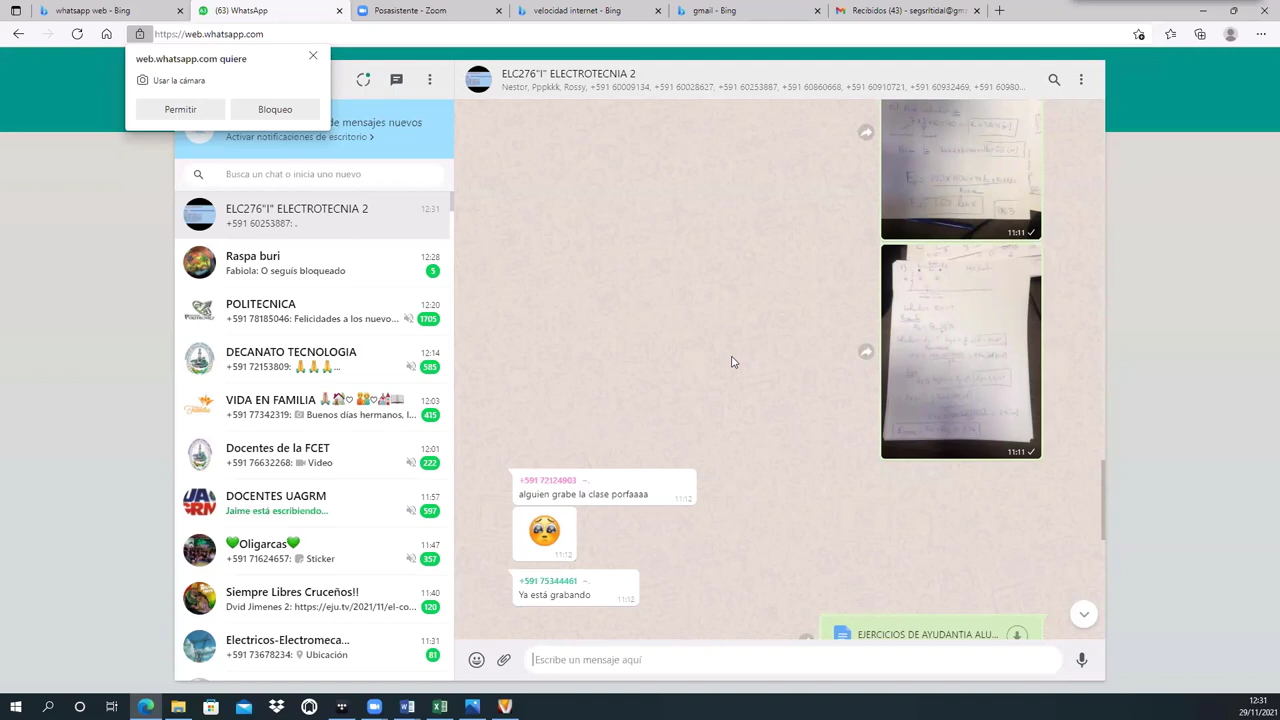 whatsapp web - Bing
(63) WhatsApp
Posasistente - Zoom
velocidad internet - Bing
gmail - Bing
Recibidos (43) - segsrltidal@gm
https://web.whatsapp.com
web.whatsapp.com quiere
Usar la cámara
Permitir
Bloqueo
de mensajes nuevos
Activar notificaciones de escritorio >
Busca un chat o inicia uno nuevo
ELC276"I" ELECTROTECNIA 2
12:31
+591 60253887: .
Raspa buri
12:28
Fabiola: O seguís bloqueado
5
POLITECNICA
12:20
+591 78185046: Felicidades a los nuevo...
1705
DECANATO TECNOLOGIA
12:14
+591 72153809: 🙏🙏🙏...
585
VIDA EN FAMILIA
12:03
+591 77342319: Buenos días hermanos, l...
415
Docentes de la FCET
12:01
+591 76632268: Video
222
DOCENTES UAGRM
11:57
Jaime está escribiendo...
597
💚Oligarcas💚
11:47
+591 71624657: Sticker
357
Siempre Libres Cruceños!!
11:40
Dvid Jimenes 2: https://eju.tv/2021/11/el-co...
120
Electricos-Electromeca...
11:31
+591 73678234: Ubicación
81
ELC276"I" ELECTROTECNIA 2
Nestor, Pppkkk, Rossy, +591 60009134, +591 60028627, +591 60253887, +591 60860668, +591 60910721, +591 60932469, +591 60980...
11:11
11:11
+591 72124903 ~.
alguien grabe la clase porfaaaa
11:12
11:12
+591 75344461 ~.
Ya está grabando
11:12
EJERCICIOS DE AYUDANTIA ALU...
Escribe un mensaje aquí
12:31
29/11/2021